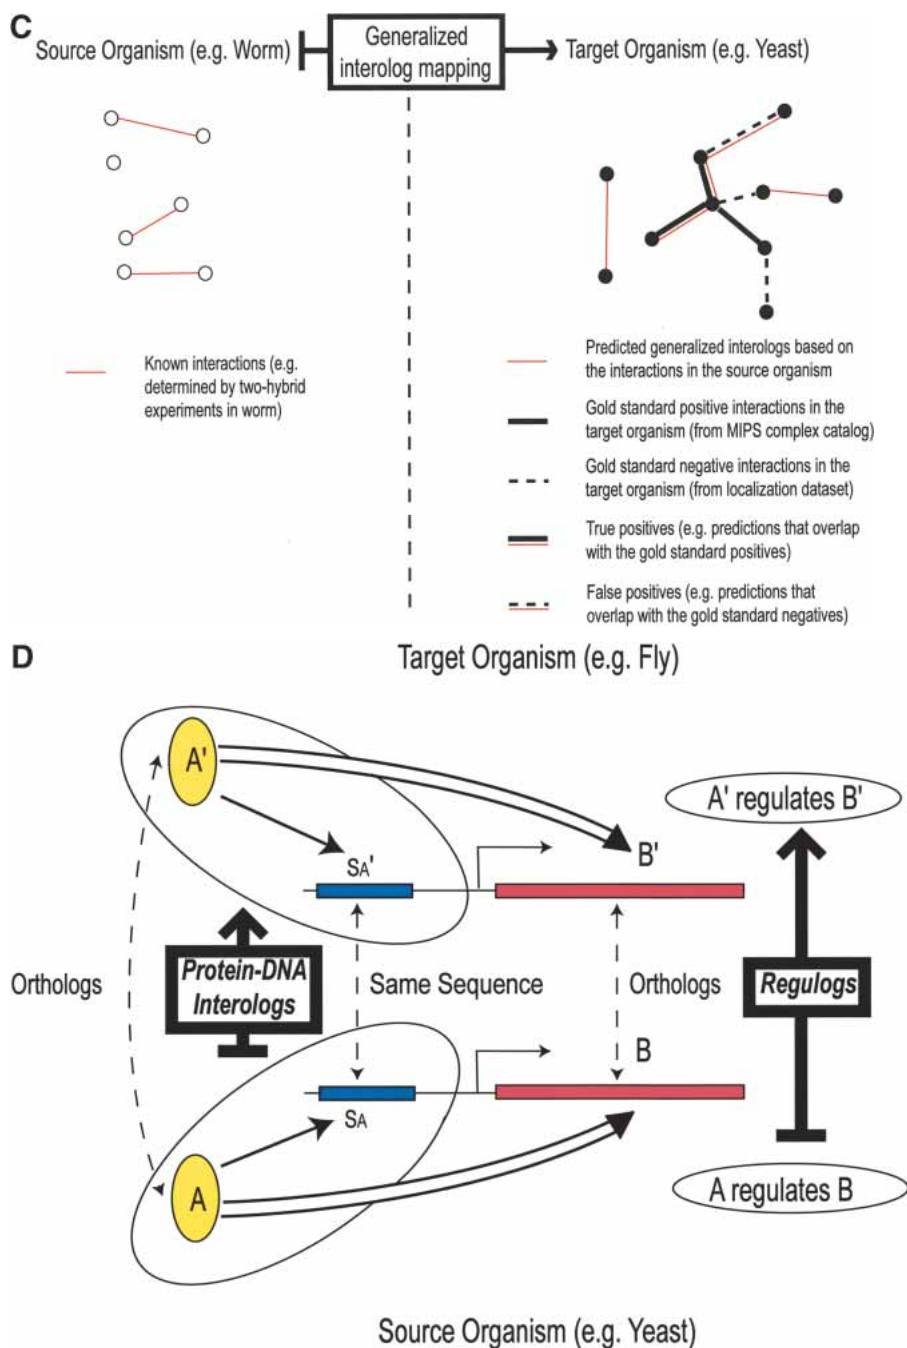 C
Source Organism (e.g. Worm)
Generalized
interolog mapping
Target Organism (e.g. Yeast)
Known interactions (e.g.
determined by two-hybrid
experiments in worm)
Predicted generalized interologs based on
the interactions in the source organism
Gold standard positive interactions in the
target organism (from MIPS complex catalog)
Gold standard negative interactions in the
target organism (from localization dataset)
True positives (e.g. predictions that overlap
with the gold standard positives)
False positives (e.g. predictions that
overlap with the gold standard negatives)
D
Target Organism (e.g. Fly)
A'
A' regulates B'
SA'
B'
Orthologs
Protein-DNA
Interologs
Same Sequence
Orthologs
Regulogs
B
SA
A
A regulates B
Source Organism (e.g. Yeast)